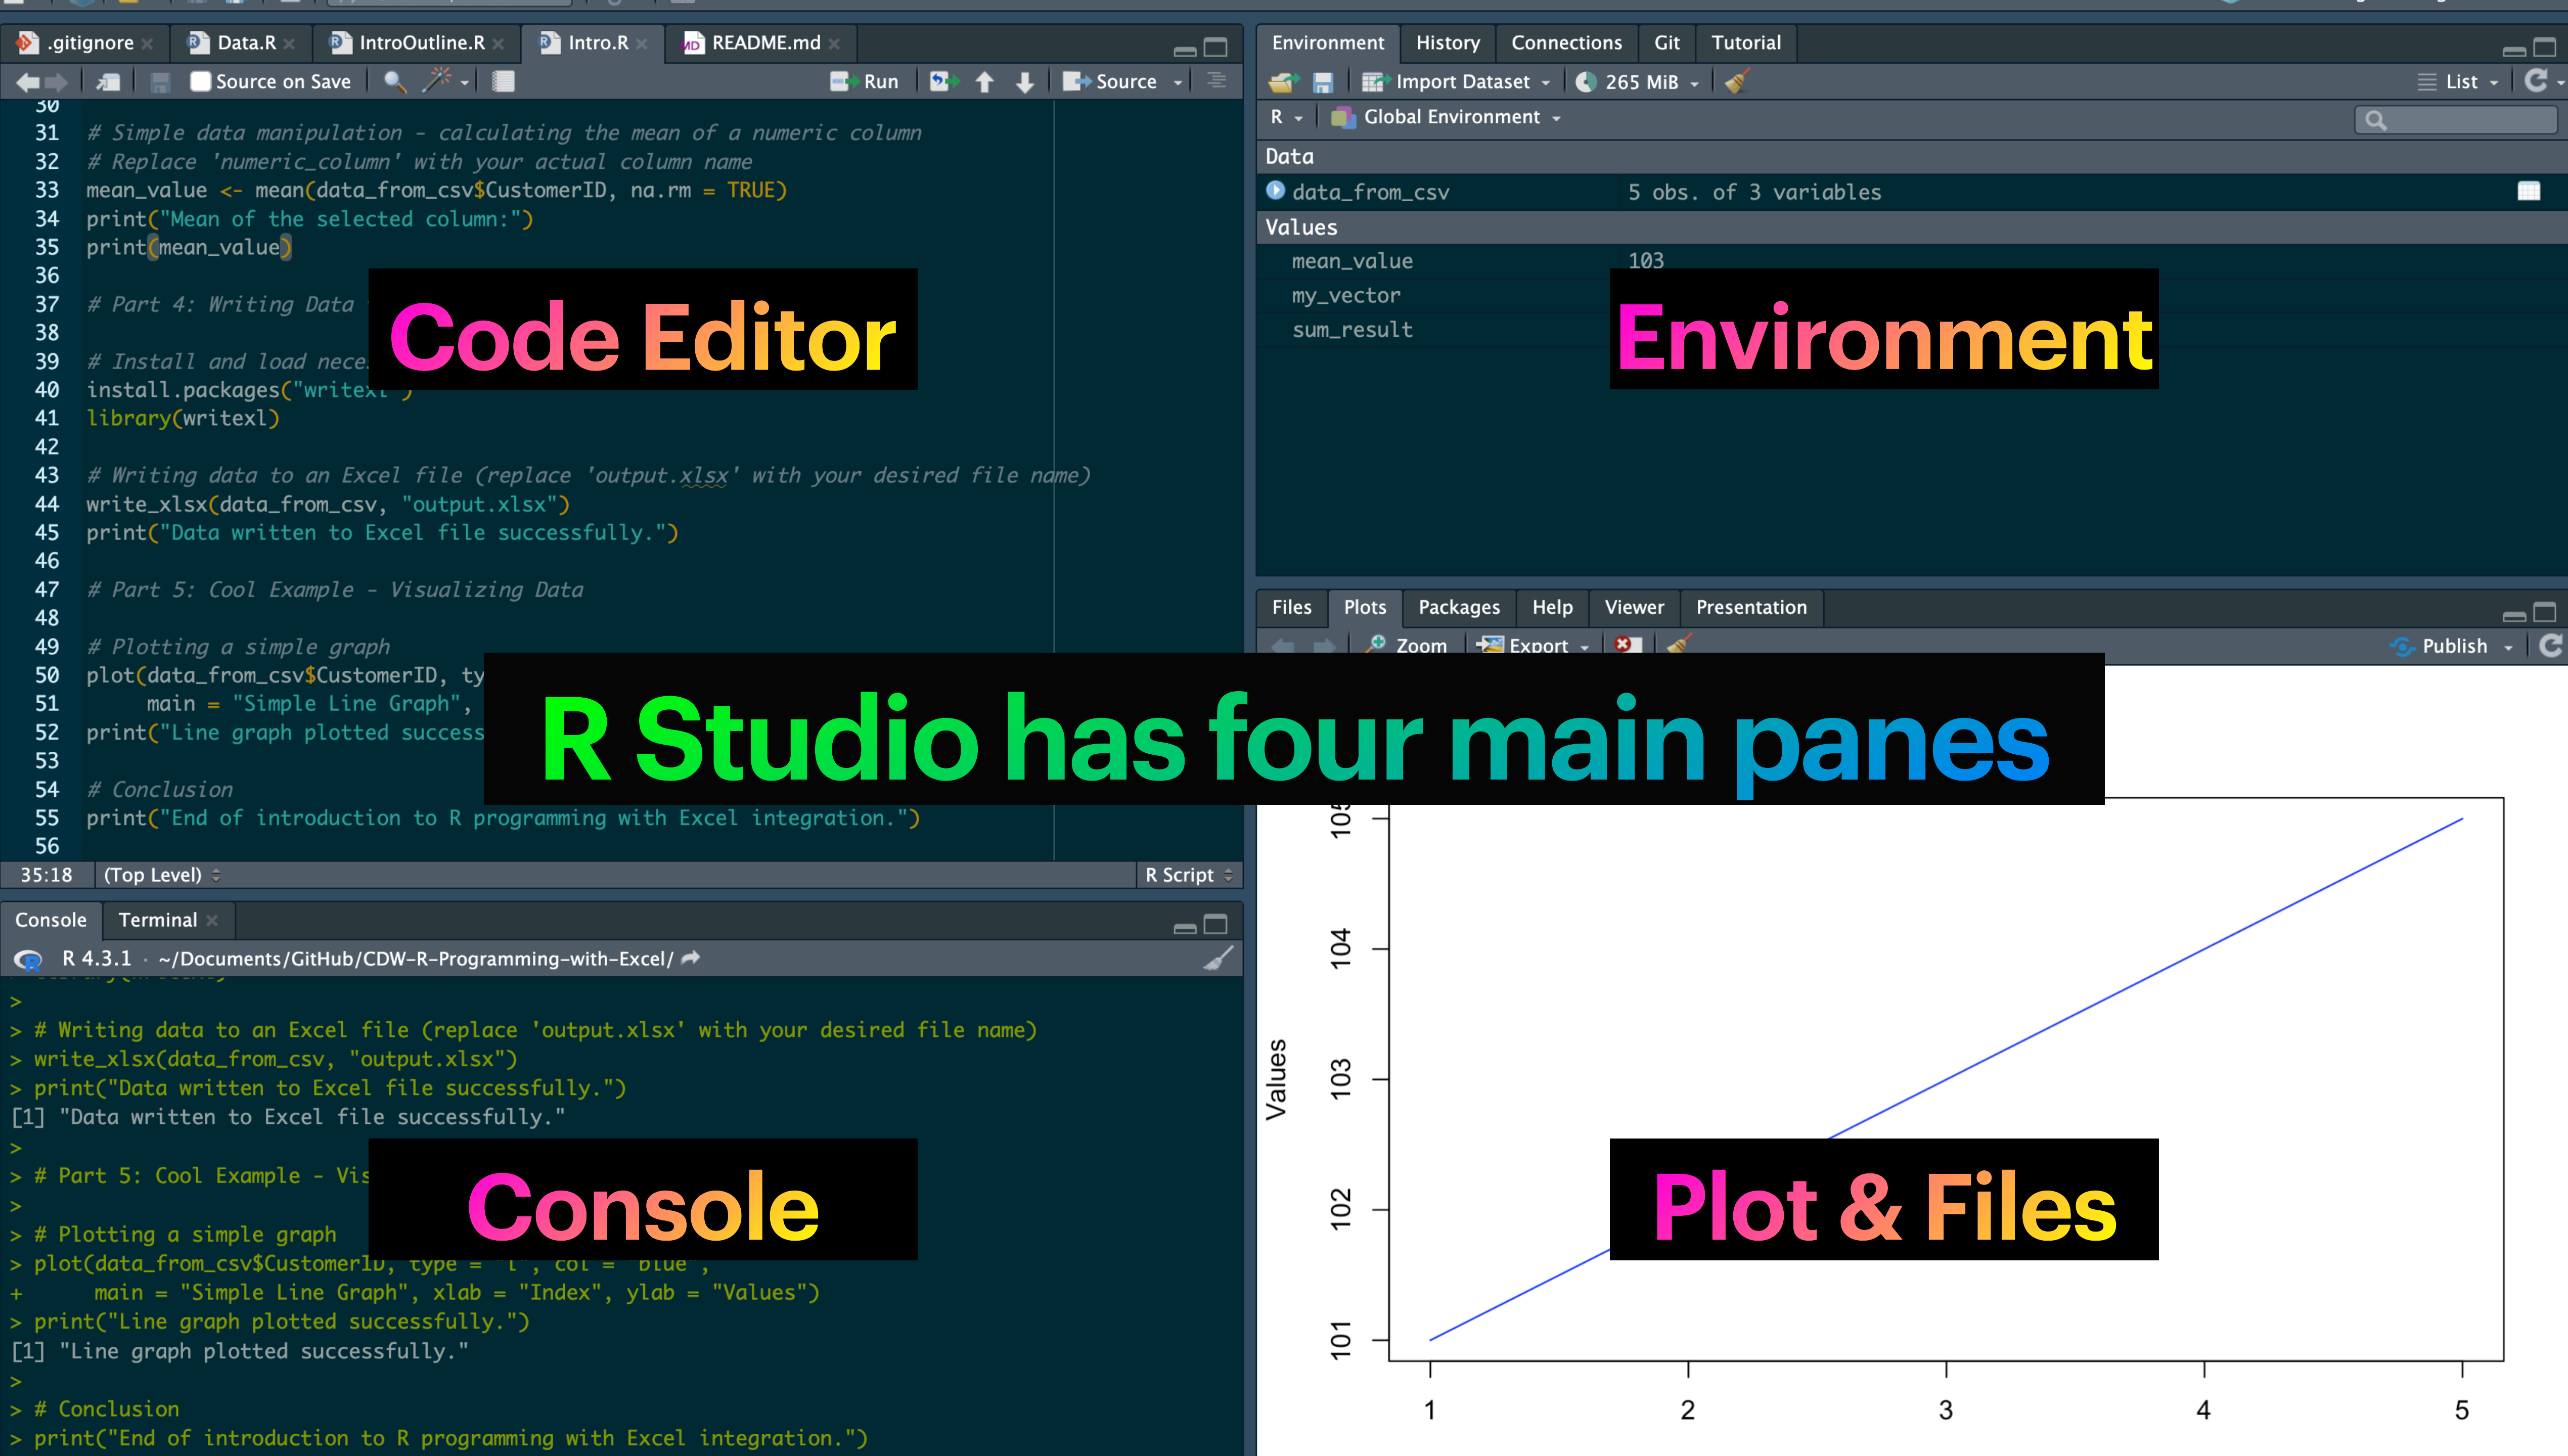 .gitignore
Data.R
IntroOutline.R
Intro.R
README.md
Source on Save
Run
Source
30
31 # Simple data manipulation - calculating the mean of a numeric column
32 # Replace 'numeric_column' with your actual column name
33 mean_value <- mean(data_from_csv$CustomerID, na.rm = TRUE)
34 print("Mean of the selected column:")
35 print(mean_value)
36
37 # Part 4: Writing Data
38
39 # Install and load
40 install.packages("writexl")
41 library(writexl)
42
43 # Writing data to an Excel file (replace 'output.xlsx' with your desired file name)
44 write_xlsx(data_from_csv, "output.xlsx")
45 print("Data written to Excel file successfully.")
46
47 # Part 5: Cool Example - Visualizing Data
48
49 # Plotting a simple graph
50 plot(data_from_csv$CustomerID,
51 main = "Simple Line Graph",
52 print("Line graph plotted
53
54 # Conclusion
55 print("End of introduction to R programming with Excel integration.")
56
35:18 (Top Level) R Script
Code Editor
Environment History Connections Git Tutorial
Import Dataset 265 MiB List
R Global Environment
Data
data_from_csv 5 obs. of 3 variables
Values
mean_value 103
my_vector
sum_result
Environment
R Studio has four main panes
Console Terminal
R 4.3.1 · ~/Documents/GitHub/CDW-R-Programming-with-Excel/
>
> # Writing data to an Excel file (replace 'output.xlsx' with your desired file name)
> write_xlsx(data_from_csv, "output.xlsx")
> print("Data written to Excel file successfully.")
[1] "Data written to Excel file successfully."
>
> # Part 5: Cool Example -
>
> # Plotting a simple graph
> plot(data_from_csv$CustomerID, type = "l", col = "blue",
+ main = "Simple Line Graph", xlab = "Index", ylab = "Values")
> print("Line graph plotted successfully.")
[1] "Line graph plotted successfully."
>
> # Conclusion
> print("End of introduction to R programming with Excel integration.")
Console
Files Plots Packages Help Viewer Presentation
Zoom Export Publish
Values
105
104
103
102
101
1 2 3 4 5
Plot & Files